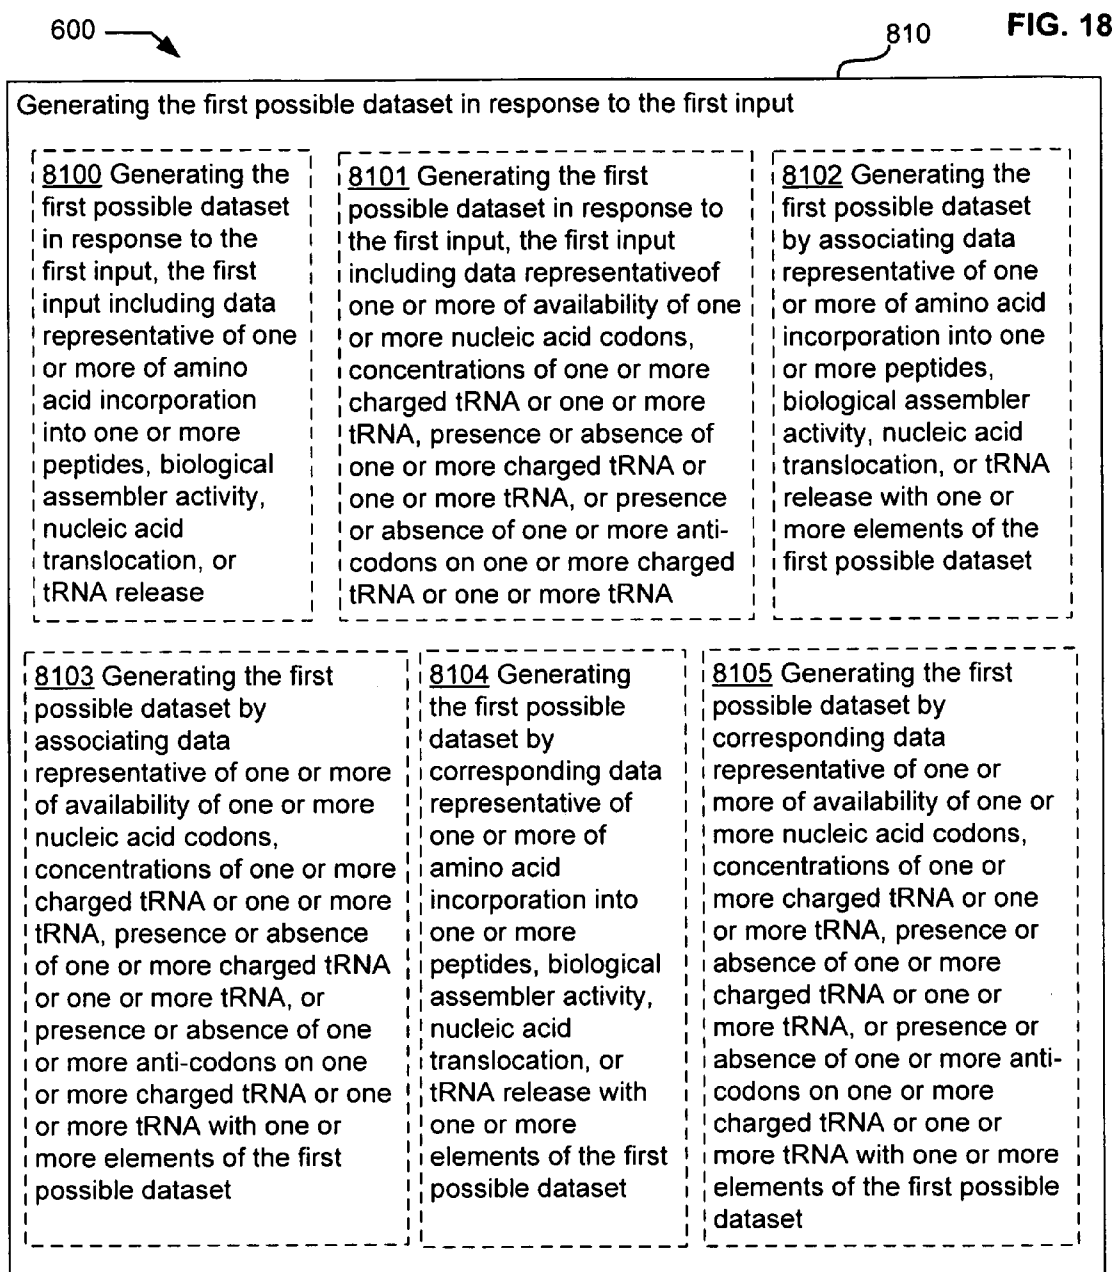 600
810
FIG. 18
Generating the first possible dataset in response to the first input
8100 Generating the
first possible dataset
in response to the
first input, the first
input including data
representative of one
or more of amino
acid incorporation
into one or more
peptides, biological
assembler activity,
nucleic acid
translocation, or
tRNA release
8101 Generating the first
possible dataset in response to
the first input, the first input
including data representativeof
one or more of availability of one
or more nucleic acid codons,
concentrations of one or more
charged tRNA or one or more
tRNA, presence or absence of
one or more charged tRNA or
one or more tRNA, or presence
or absence of one or more anti-
codons on one or more charged
tRNA or one or more tRNA
8102 Generating the
first possible dataset
by associating data
representative of one
or more of amino acid
incorporation into one
or more peptides,
biological assembler
activity, nucleic acid
translocation, or tRNA
release with one or
more elements of the
first possible dataset
8103 Generating the first
possible dataset by
associating data
representative of one or more
of availability of one or more
nucleic acid codons,
concentrations of one or more
charged tRNA or one or more
tRNA, presence or absence
of one or more charged tRNA
or one or more tRNA, or
presence or absence of one
or more anti-codons on one
or more charged tRNA or one
or more tRNA with one or
more elements of the first
possible dataset
8104 Generating
the first possible
dataset by
corresponding data
representative of
one or more of
amino acid
incorporation into
one or more
peptides, biological
assembler activity,
nucleic acid
translocation, or
tRNA release with
one or more
elements of the first
possible dataset
8105 Generating the first
possible dataset by
corresponding data
representative of one or
more of availability of one or
more nucleic acid codons,
concentrations of one or
more charged tRNA or one
or more tRNA, presence or
absence of one or more
charged tRNA or one or
more tRNA, or presence or
absence of one or more anti-
codons on one or more
charged tRNA or one or
more tRNA with one or more
elements of the first possible
dataset